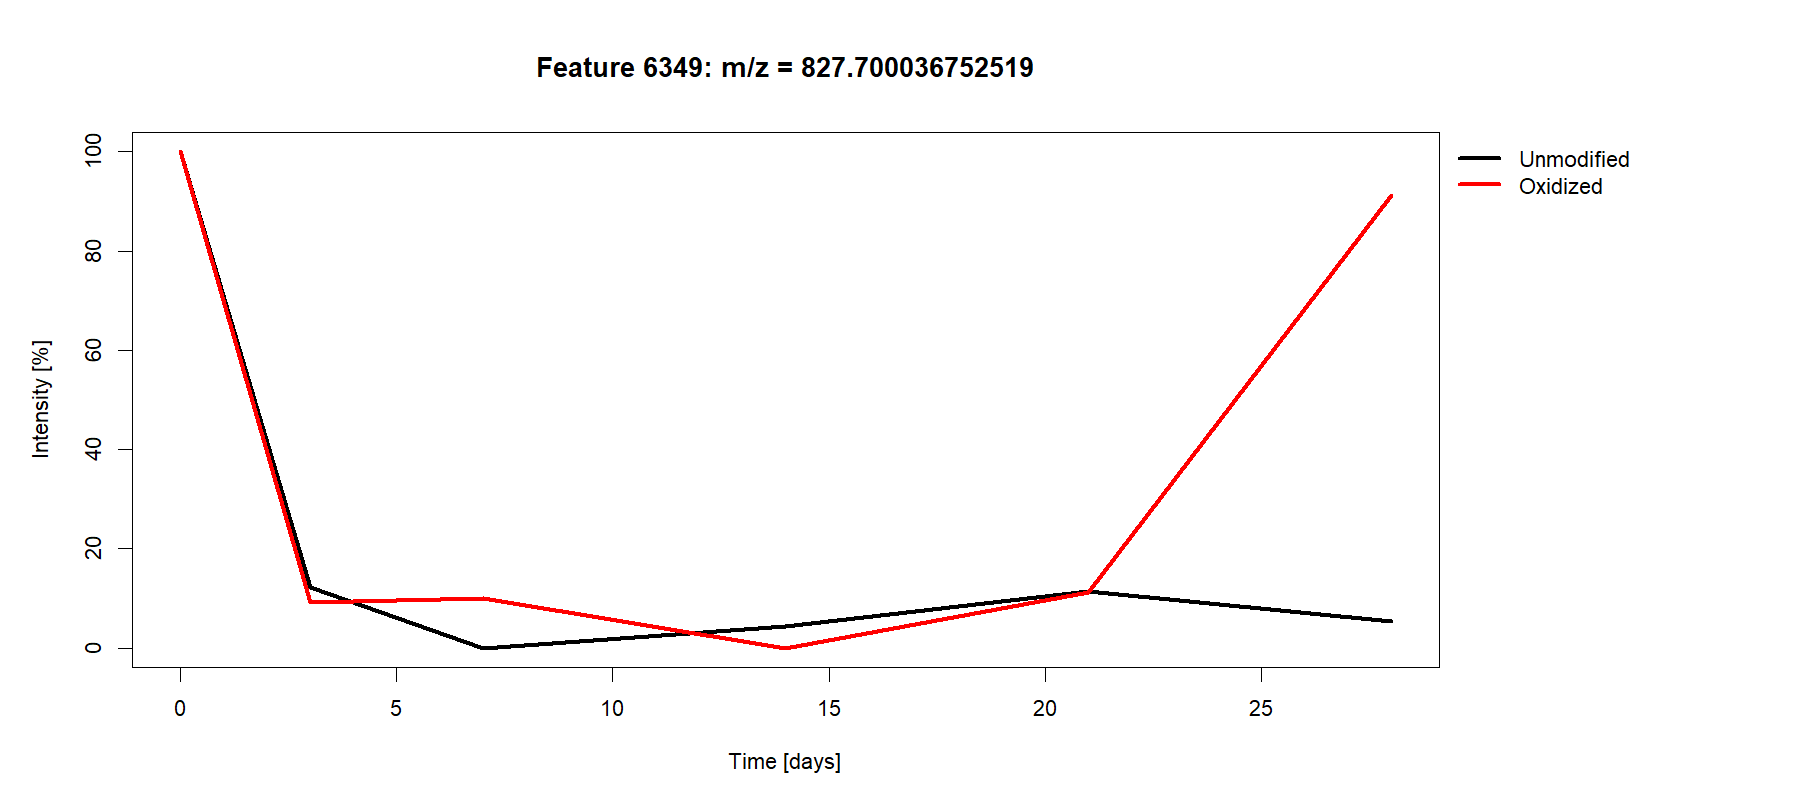 Feature 6349: m/z = 827.700036752519
Unmodified
Oxidized
Intensity [%]
100
80
60
40
20
0
0 5 10 15 20 25
Time [days]